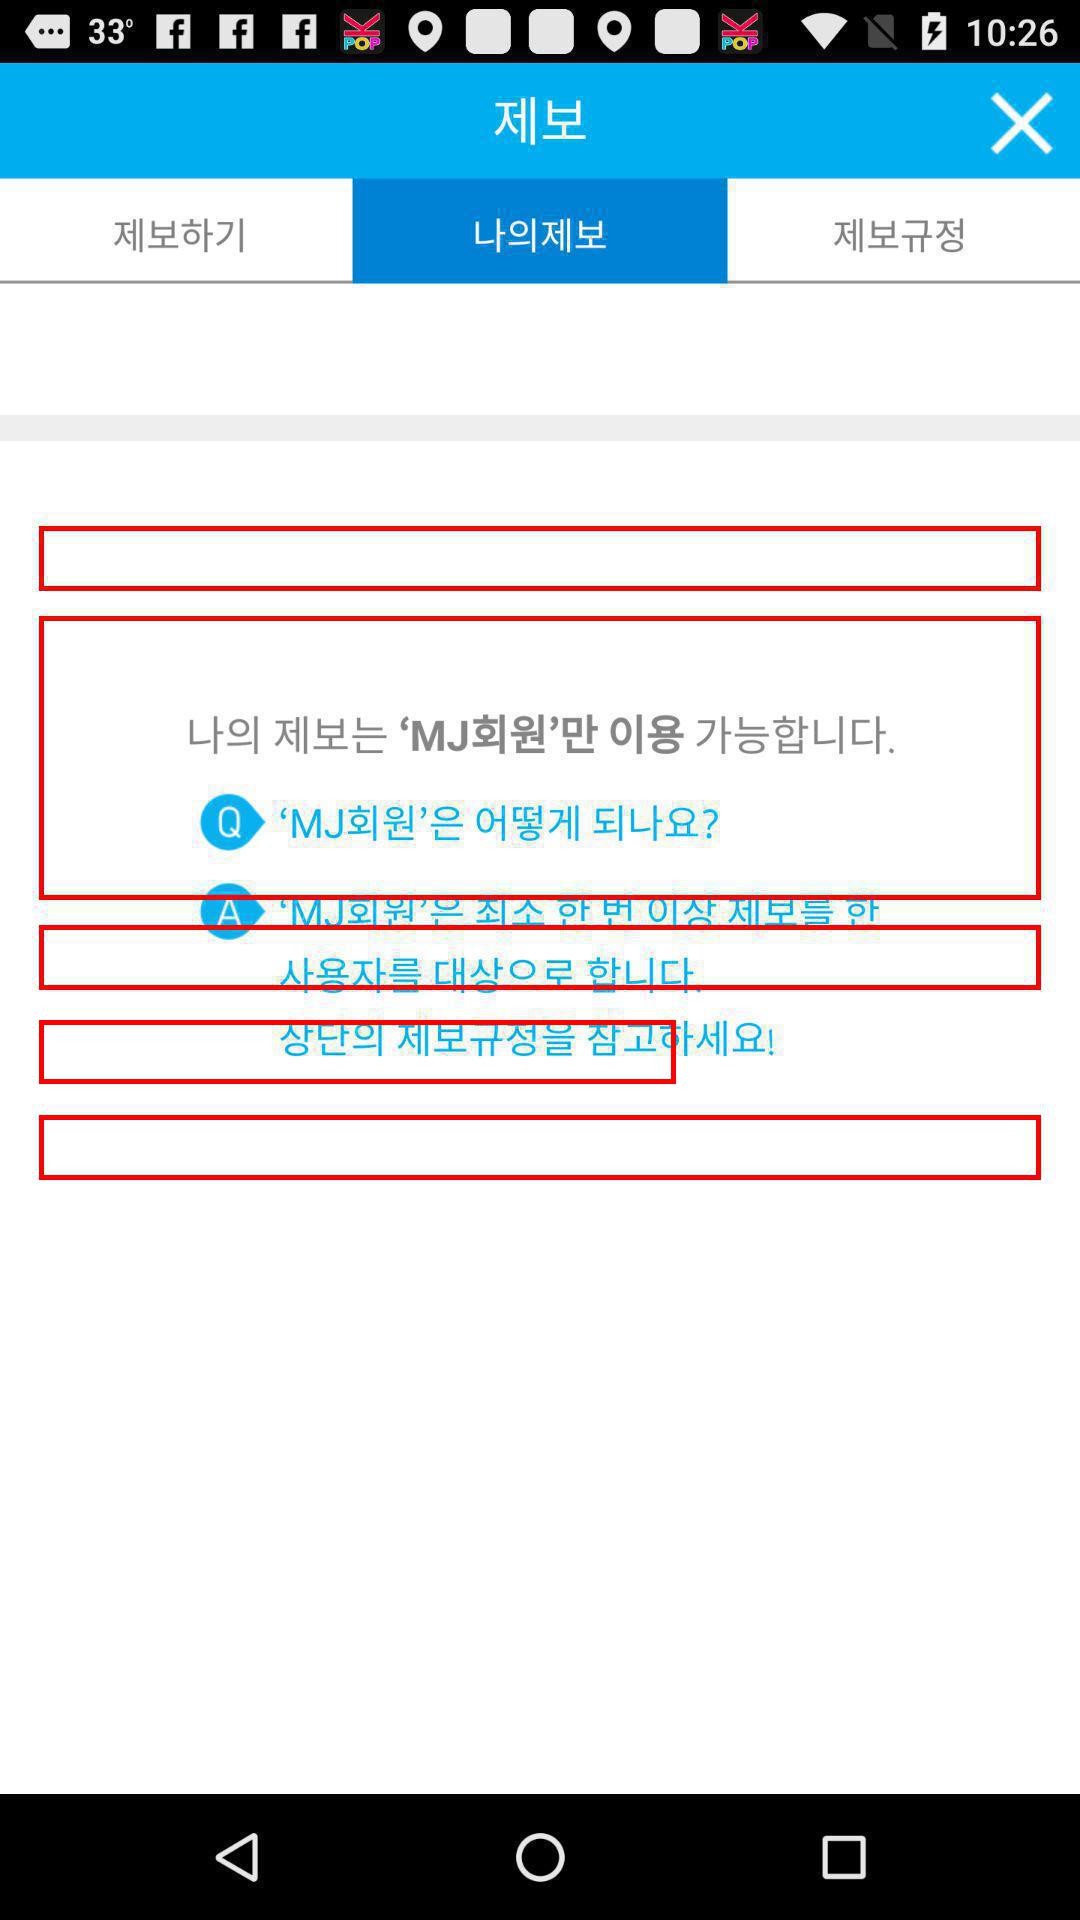 33°
10:26
제보
제보하기 나의제보 제보규정
나의 제보는 ‘MJ회원’만 이용 가능합니다.
Q ‘MJ회원’은 어떻게 되나요?
A ‘MJ회원’은 최소 한 번 이상 제보를 한
사용자를 대상으로 합니다.
상단의 제보규정을 참고하세요!